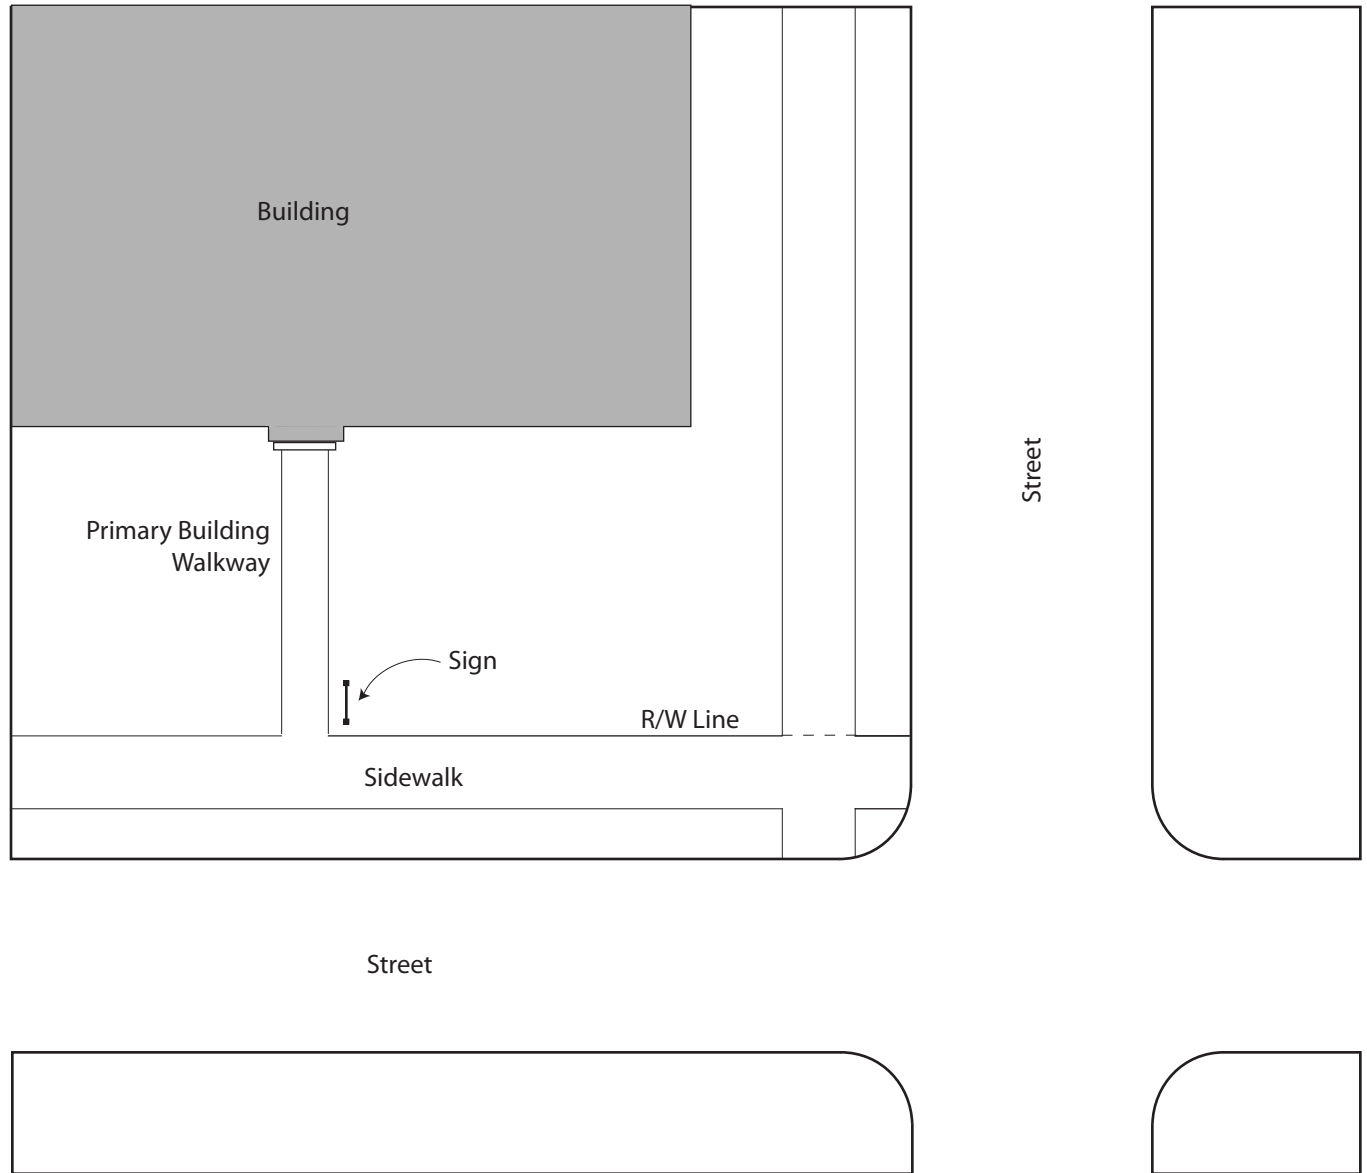 Building
Street
Primary Building
Walkway
Sign
R/W Line
Sidewalk
Street